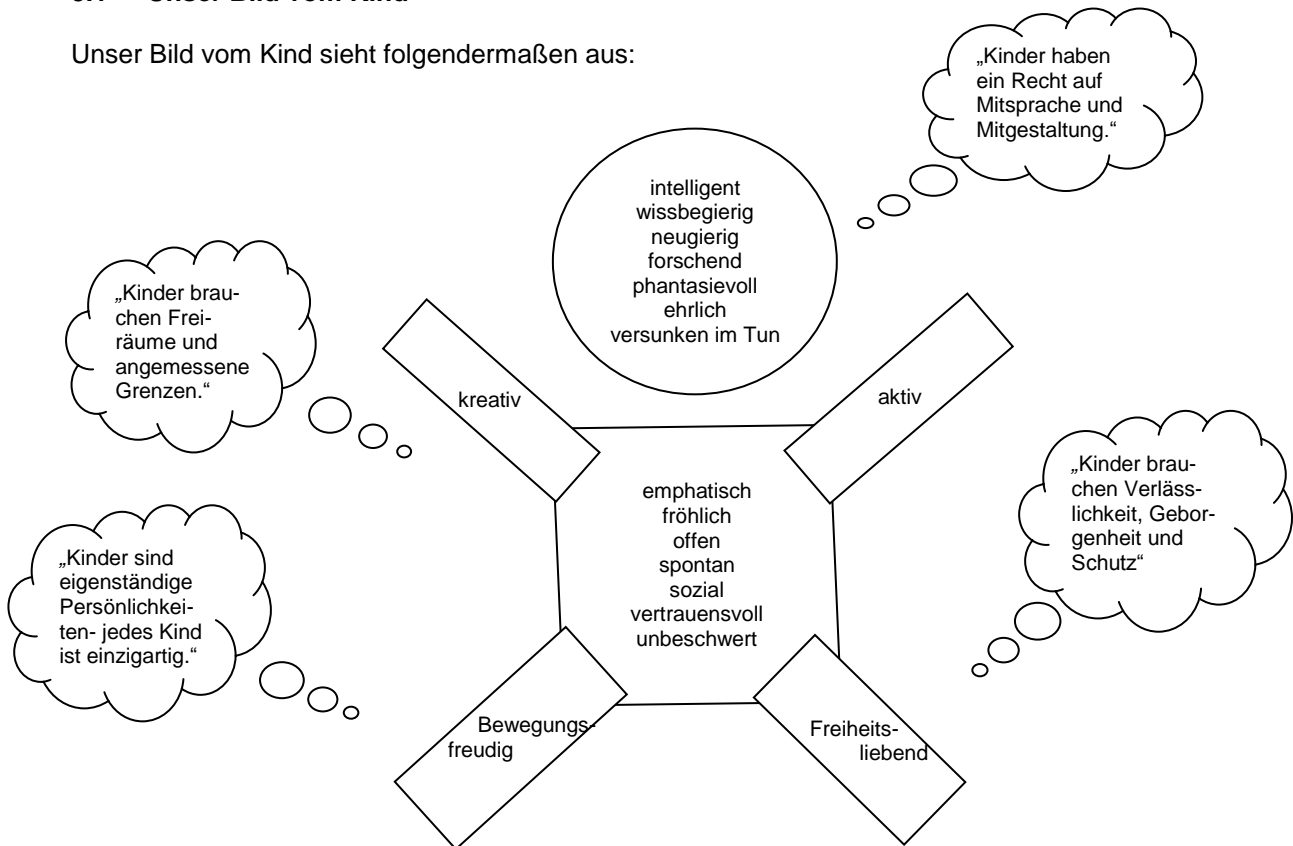 Unser Bild vom Kind sieht folgendermaßen aus:
„Kinder haben
ein Recht auf
Mitsprache und
Mitgestaltung.“
intelligent
wissbegierig
neugierig
forschend
phantasievoll
ehrlich
versunken im Tun
„Kinder brau-
chen Frei-
räume und
angemessene
Grenzen.“
kreativ
aktiv
„Kinder brau-
chen Verläss-
lichkeit, Gebor-
genheit und
Schutz“
emphatisch
fröhlich
offen
spontan
sozial
vertrauensvoll
unbeschwert
„Kinder sind
eigenständige
Persönlichkei-
ten- jedes Kind
ist einzigartig.“
Bewegungs-
freudig
Freiheits-
liebend